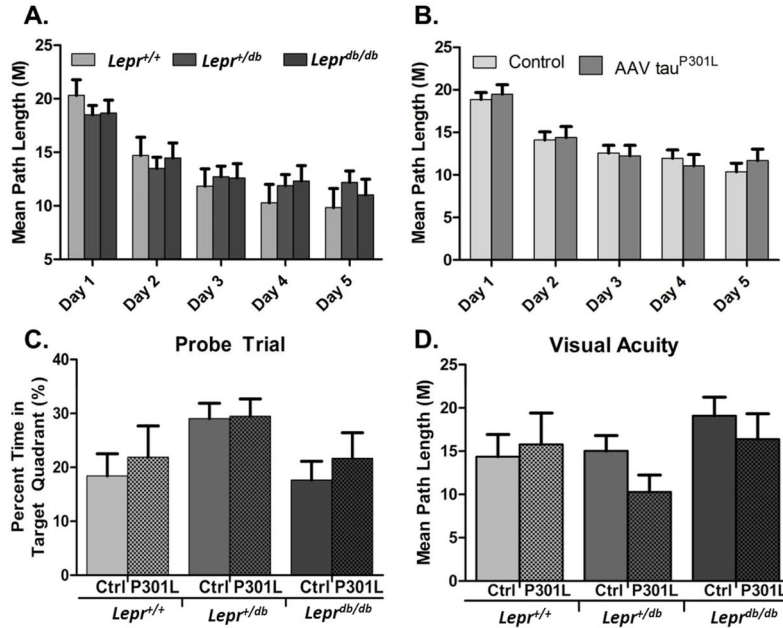 A.
Mean Path Length (M)
25
20
15
10
5
Lepr+/+ Lepr+/db Leprdb/db
Day 1 Day 2 Day 3 Day 4 Day 5
B.
Mean Path Length (M)
25
20
15
10
5
0
Control AAV tauP301L
Day 1 Day 2 Day 3 Day 4 Day 5
C.
Probe Trial
Percent Time in
Target Quadrant (%)
40
30
20
10
0
Ctrl P301L Ctrl P301L Ctrl P301L
Lepr+/+ Lepr+/db Leprdb/db
D.
Visual Acuity
Mean Path Length (M)
25
20
15
10
5
0
Ctrl P301L Ctrl P301L Ctrl P301L
Lepr+/+ Lepr+/db Leprdb/db